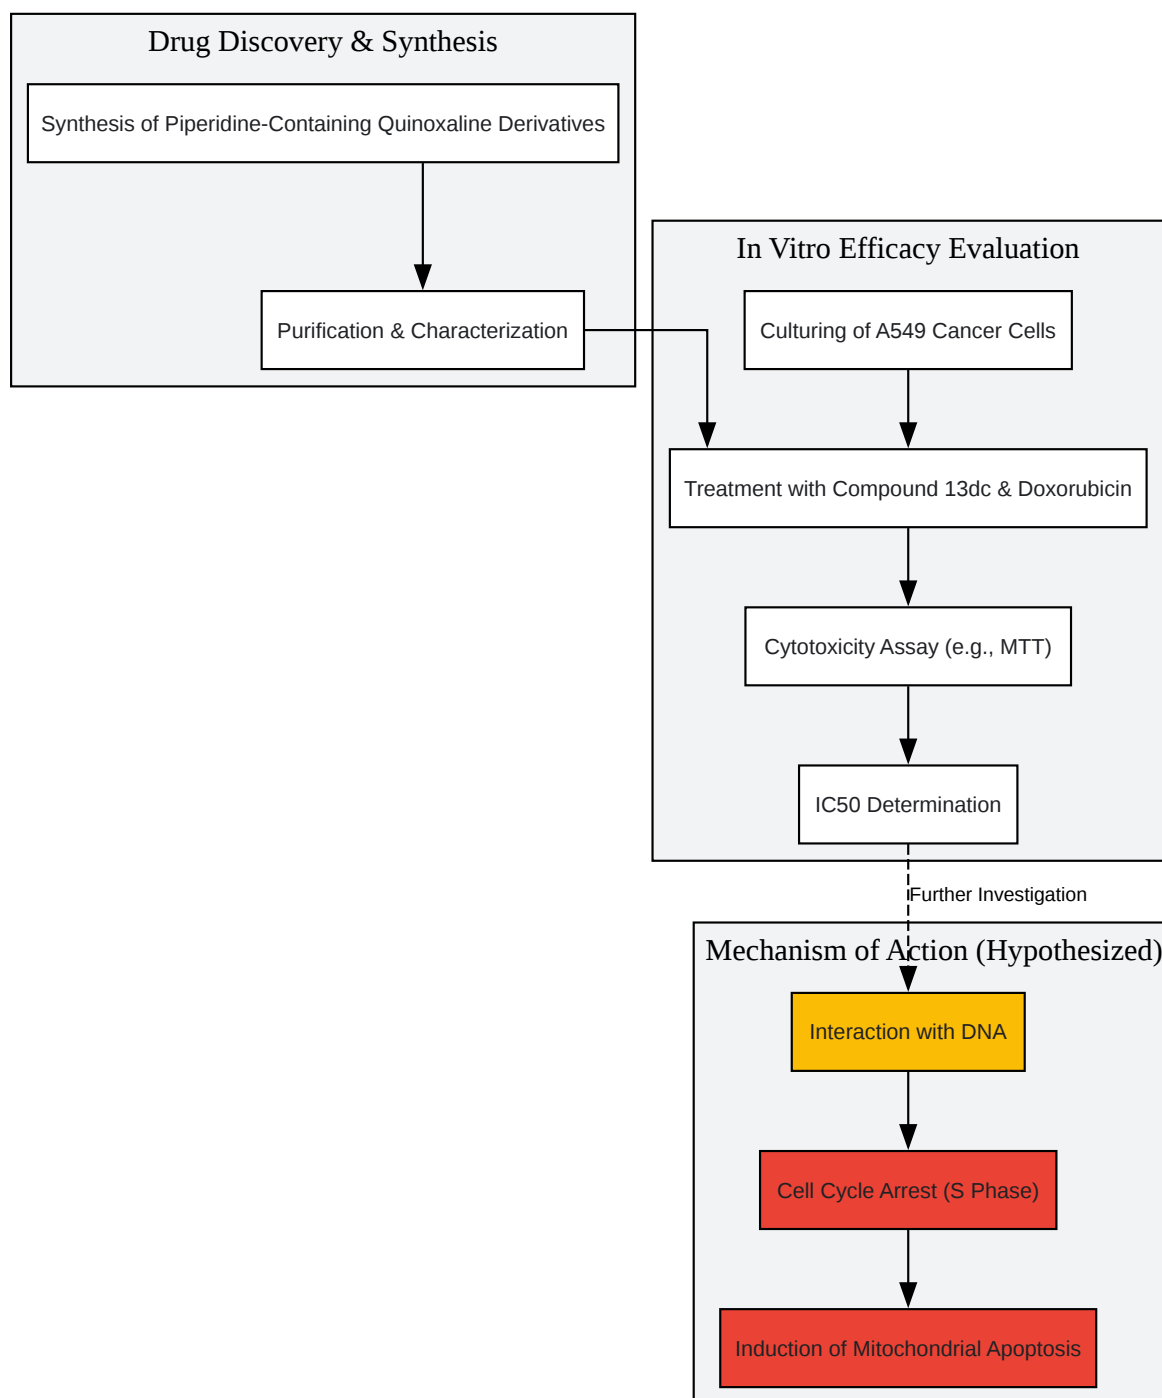 Drug Discovery & Synthesis
Synthesis of Piperidine-Containing Quinoxaline Derivatives
Purification & Characterization
In Vitro Efficacy Evaluation
Culturing of A549 Cancer Cells
Treatment with Compound 13dc & Doxorubicin
Cytotoxicity Assay (e.g., MTT)
IC50 Determination
Further Investigation
Mechanism of Action (Hypothesized)
Interaction with DNA
Cell Cycle Arrest (S Phase)
Induction of Mitochondrial Apoptosis